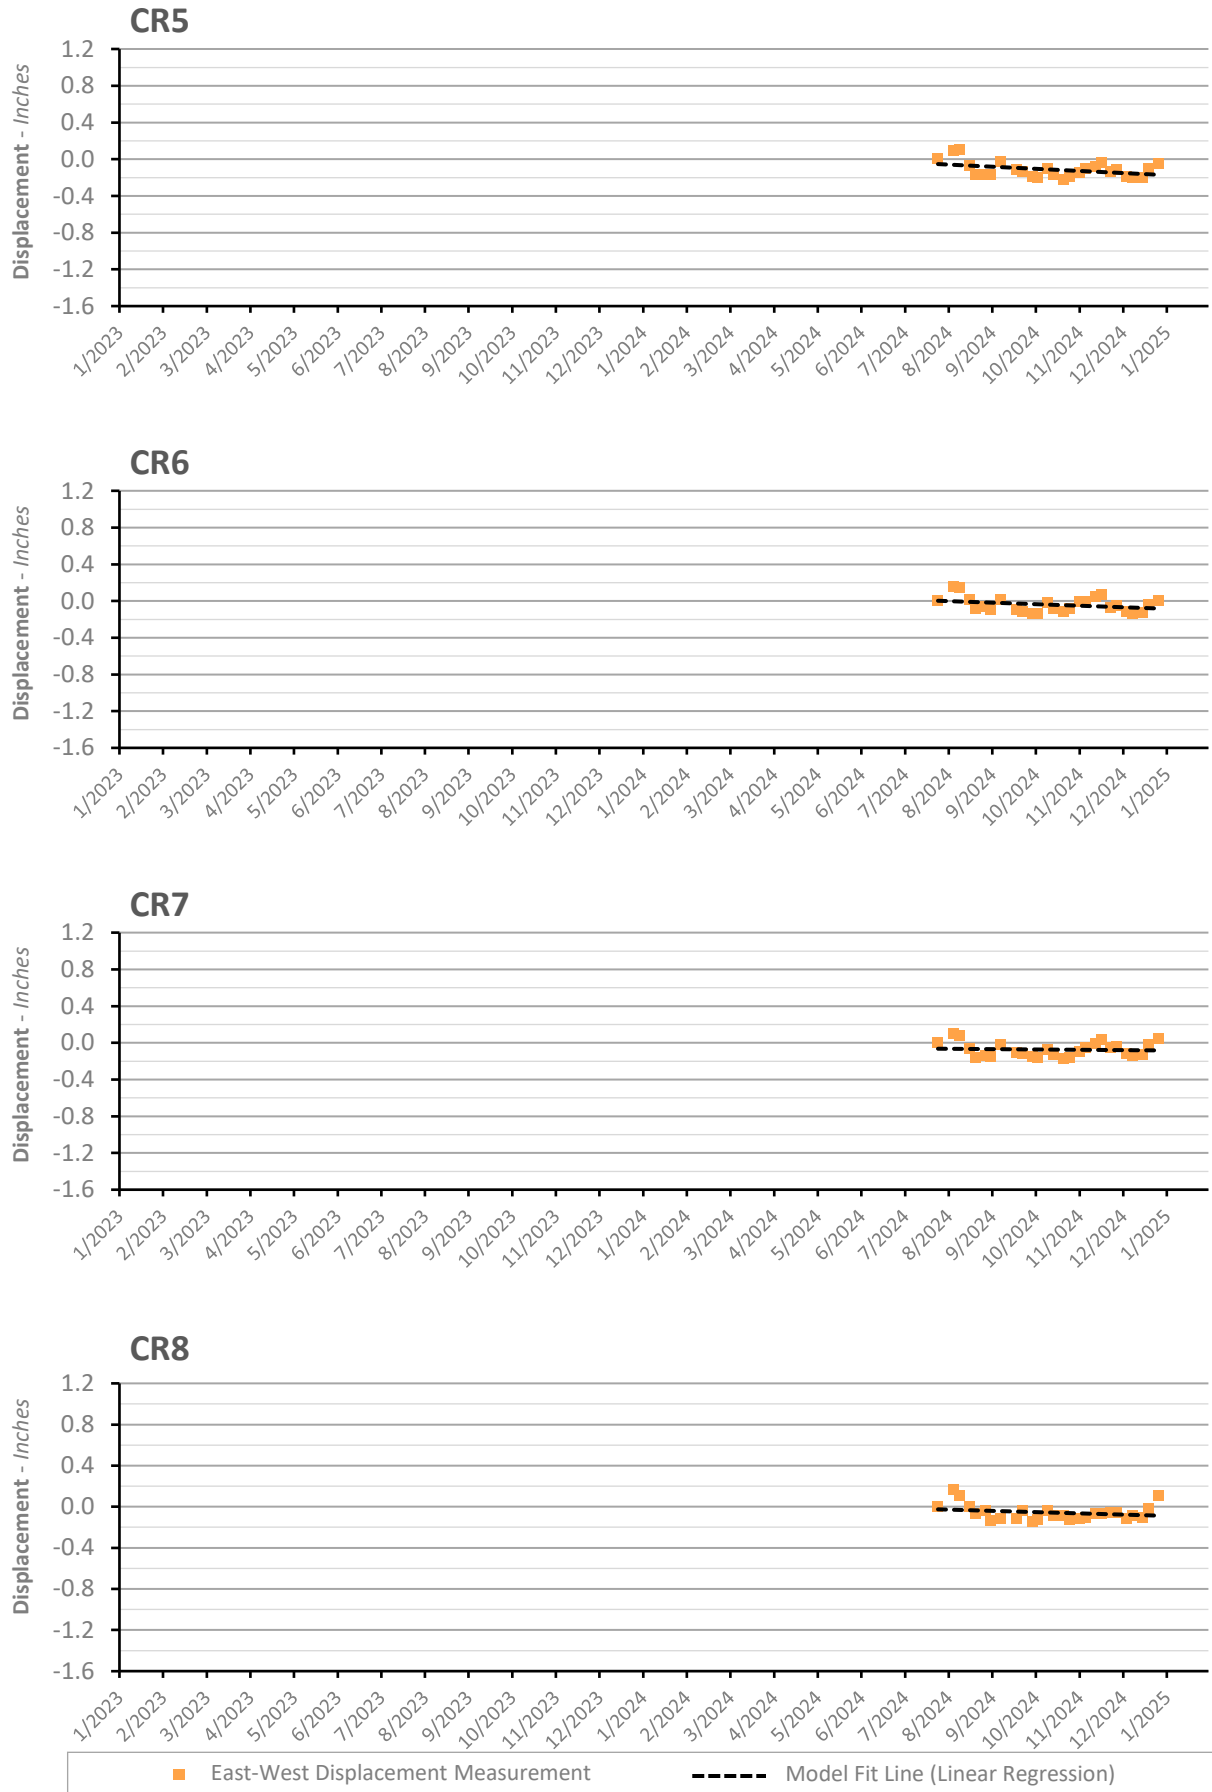 CR5
Displacement - Inches
1.2
0.8
0.4
0.0
-0.4
-0.8
-1.2
-1.6
1/2023 2/2023 3/2023 4/2023 5/2023 6/2023 7/2023 8/2023 9/2023 10/2023 11/2023 12/2023 1/2024 2/2024 3/2024 4/2024 5/2024 6/2024 7/2024 8/2024 9/2024 10/2024 11/2024 12/2024 1/2025
CR6
Displacement - Inches
1.2
0.8
0.4
0.0
-0.4
-0.8
-1.2
-1.6
1/2023 2/2023 3/2023 4/2023 5/2023 6/2023 7/2023 8/2023 9/2023 10/2023 11/2023 12/2023 1/2024 2/2024 3/2024 4/2024 5/2024 6/2024 7/2024 8/2024 9/2024 10/2024 11/2024 12/2024 1/2025
CR7
Displacement - Inches
1.2
0.8
0.4
0.0
-0.4
-0.8
-1.2
-1.6
1/2023 2/2023 3/2023 4/2023 5/2023 6/2023 7/2023 8/2023 9/2023 10/2023 11/2023 12/2023 1/2024 2/2024 3/2024 4/2024 5/2024 6/2024 7/2024 8/2024 9/2024 10/2024 11/2024 12/2024 1/2025
CR8
Displacement - Inches
1.2
0.8
0.4
0.0
-0.4
-0.8
-1.2
-1.6
1/2023 2/2023 3/2023 4/2023 5/2023 6/2023 7/2023 8/2023 9/2023 10/2023 11/2023 12/2023 1/2024 2/2024 3/2024 4/2024 5/2024 6/2024 7/2024 8/2024 9/2024 10/2024 11/2024 12/2024 1/2025
East-West Displacement Measurement Model Fit Line (Linear Regression)